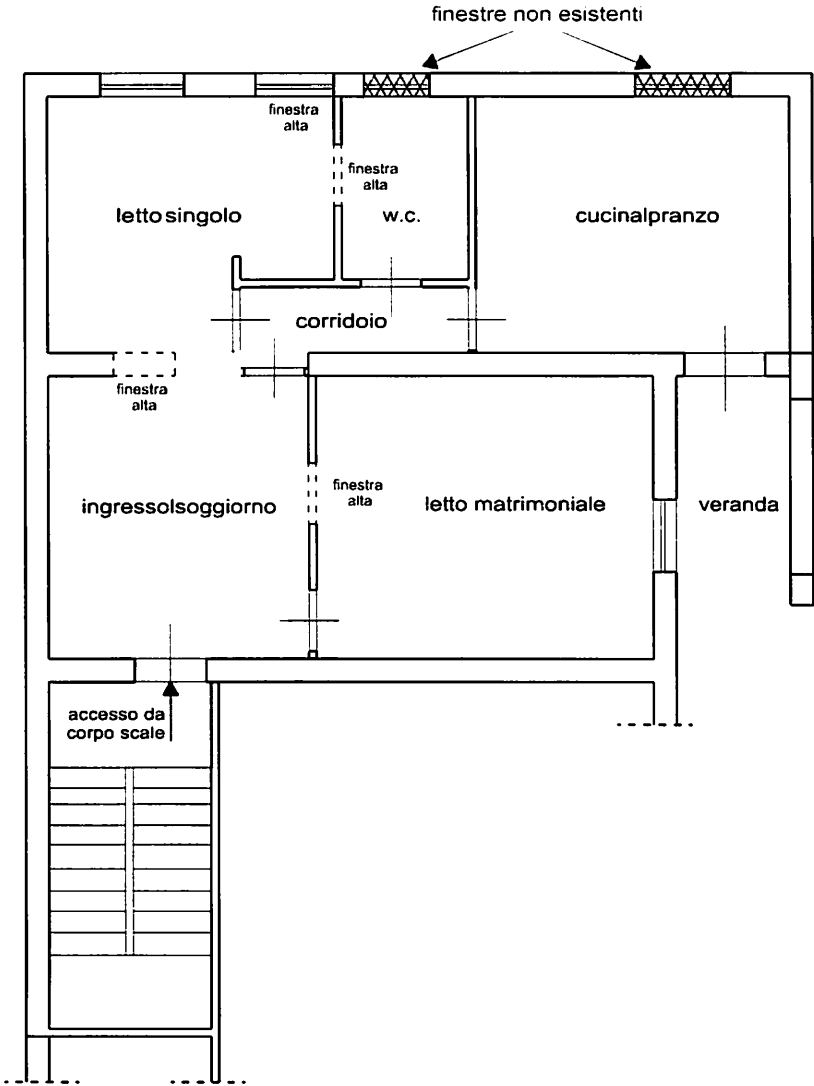 finestre non esistenti
finestra
alta
finestra
alta
letto singolo
w.c.
cucinalpranzo
corridoio
finestra
alta
finestra
alta
ingressolsoggiorno
letto matrimoniale
veranda
accesso da
corpo scale